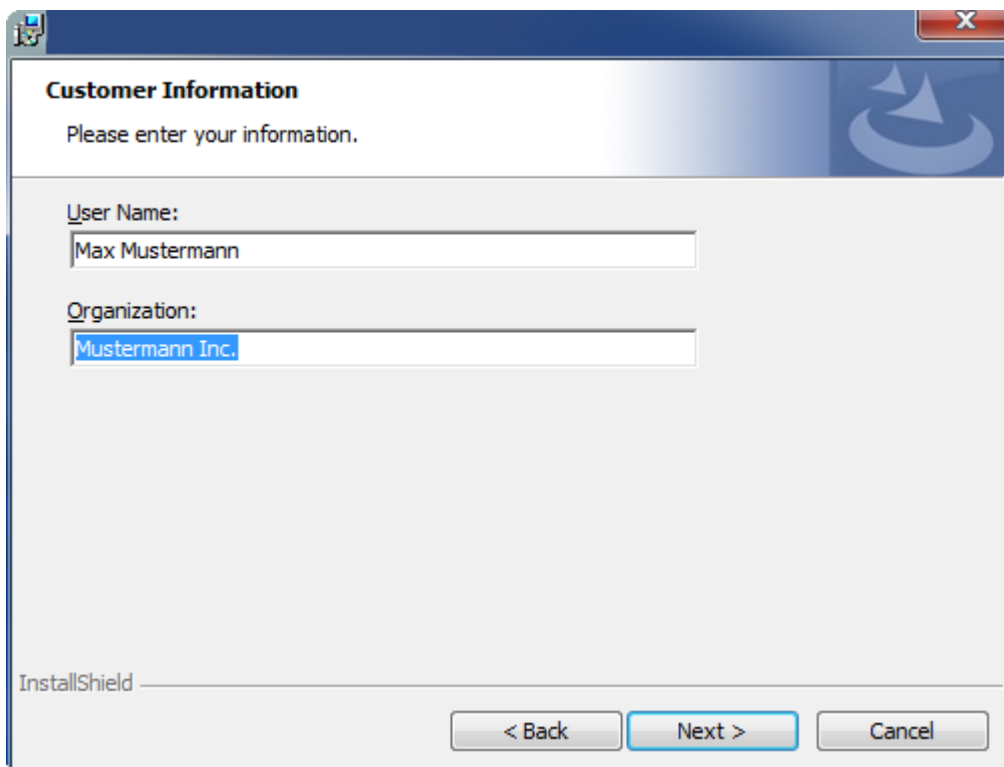 Customer Information
Please enter your information.
User Name:
Max Mustermann
Organization:
Mustermann Inc.
InstallShield
< Back Next > Cancel